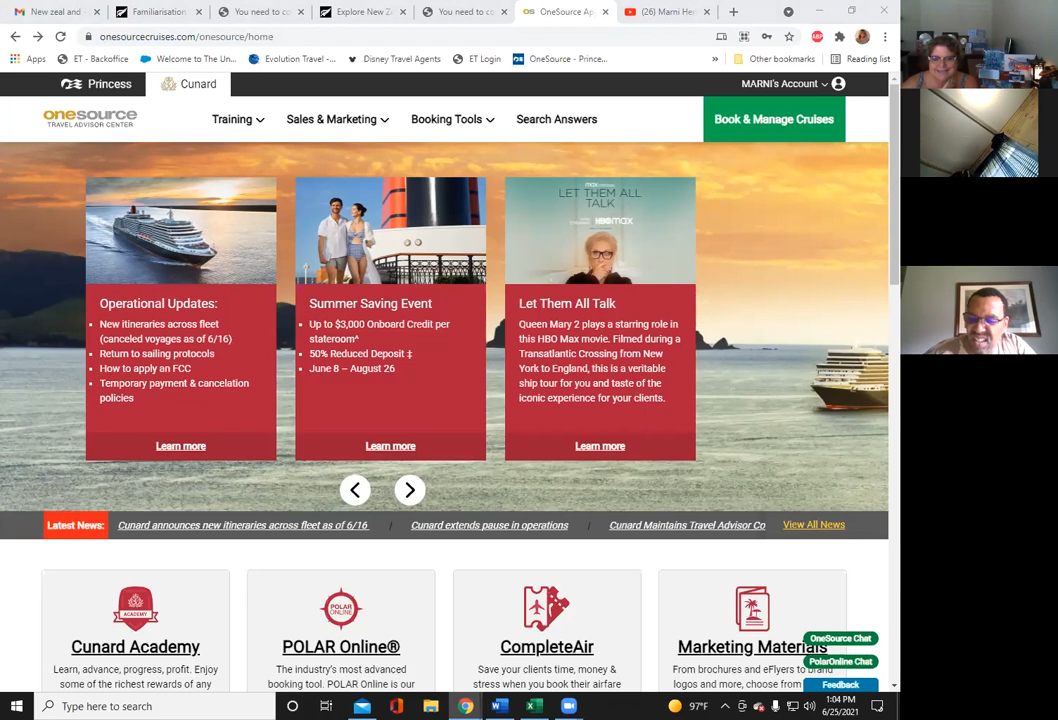 New zeal and
Familiarisation
You need to co
Explore New Ze
You need to co
OneSource Ap
(26) Marni Her
onesourcecruises.com/onesource/home
Apps
ET - Backoffice
Welcome to The Un...
Evolution Travel -...
Disney Travel Agents
ET Login
OneSource - Prince...
»
Other bookmarks
Reading list
Princess
Cunard
MARNI's Account
onesource
TRAVEL ADVISOR CENTER
Training
Sales & Marketing
Booking Tools
Search Answers
Book & Manage Cruises
Operational Updates:
New itineraries across fleet
(canceled voyages as of 6/16)
Return to sailing protocols
How to apply an FCC
Temporary payment & cancelation
policies
Learn more
Summer Saving Event
Up to $3,000 Onboard Credit per
stateroom^
50% Reduced Deposit ‡
June 8 – August 26
Learn more
max
LET THEM ALL
TALK
HBOmax
Let Them All Talk
Queen Mary 2 plays a starring role in
this HBO Max movie. Filmed during a
Transatlantic Crossing from New
York to England, this is a veritable
ship tour for you and taste of the
iconic experience for your clients.
Learn more
Latest News:
Cunard announces new itineraries across fleet as of 6/16
/
Cunard extends pause in operations
/
Cunard Maintains Travel Advisor Co
View All News
ACADEMY
Cunard Academy
Learn, advance, progress, profit. Enjoy
some of the richest rewards of any
POLAR
ONLINE
POLAR Online®
The industry's most advanced
booking tool. POLAR Online is our
CompleteAir
Save your clients time, money &
stress when you book their airfare
Marketing Materials
From brochures and eFlyers to brand
logos and more, choose from
OneSource Chat
PolarOnline Chat
Feedback
Type here to search
97°F
1:04 PM
6/25/2021